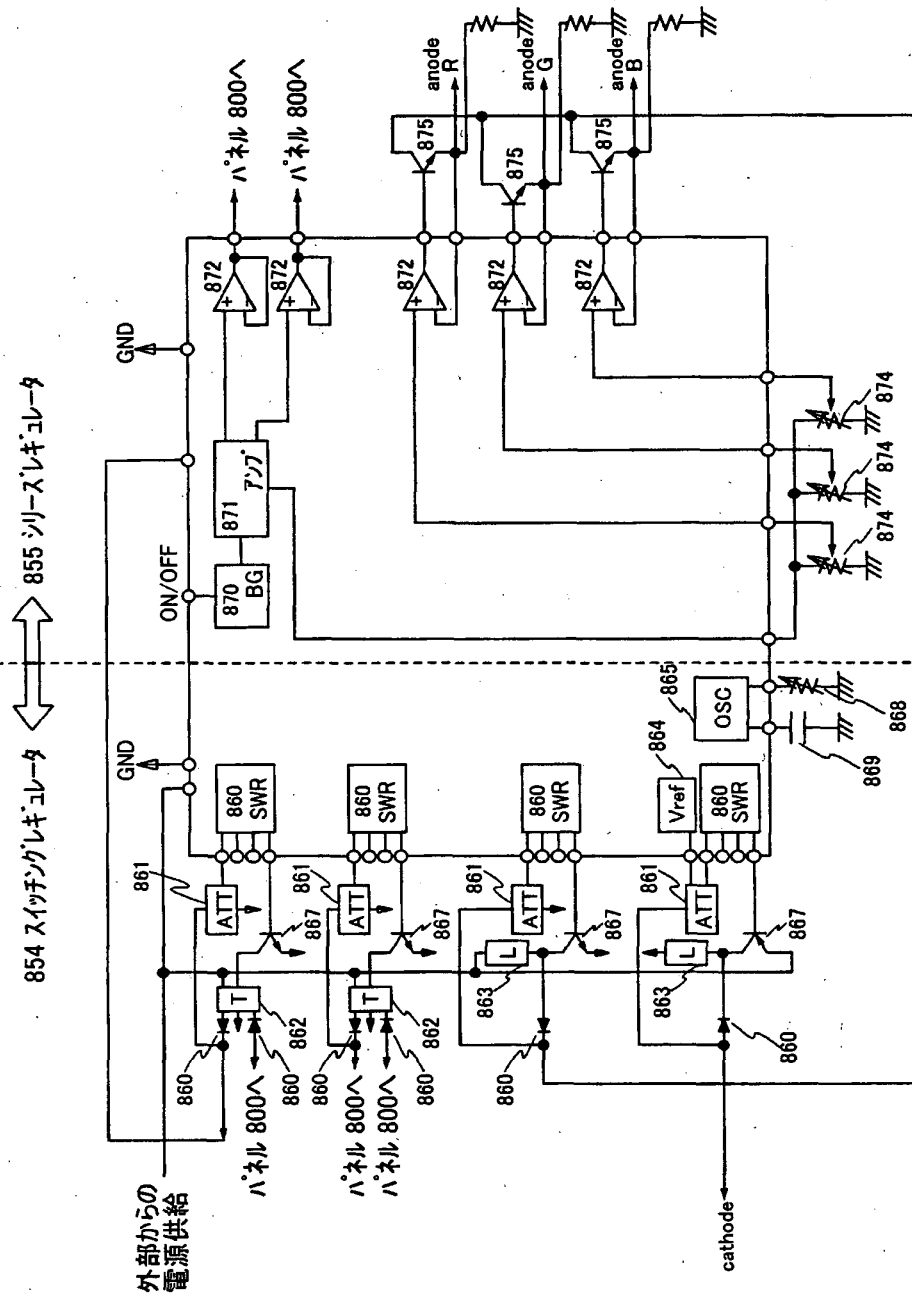 854 スイッチングレギュレータ
855 シリーズレギュレータ
外部からの
電源供給
GND
ON/OFF
GND
861
ATT
860
SWR
870
BG
871
アンプ
872
+
−
パネル 800へ
860
T
862
867
860
パネル 800へ
872
+
−
パネル 800へ
861
ATT
860
SWR
パネル 800へ
860
T
862
867
860
パネル 800へ
872
+
−
875
anode
R
861
ATT
860
SWR
L
863
867
860
872
+
−
875
anode
G
872
+
−
875
anode
B
864
Vref
865
OSC
861
ATT
860
SWR
L
863
867
860
cathode
869
868
874
874
874